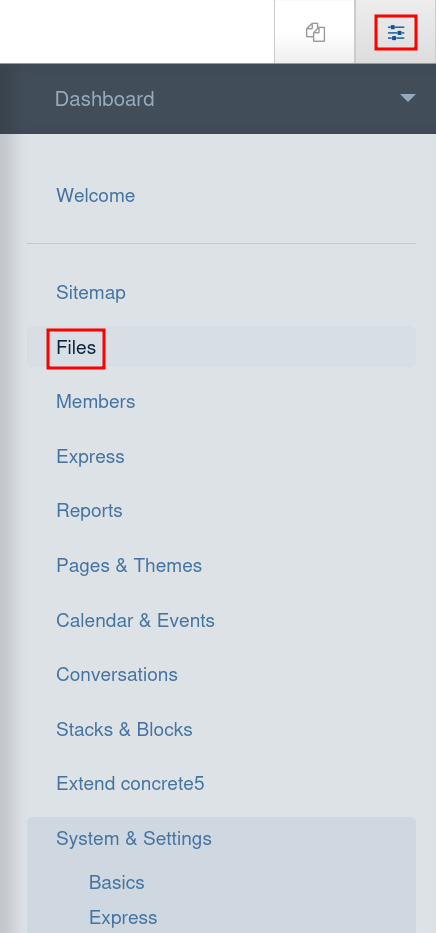 Dashboard
Welcome
Sitemap
Files
Members
Express
Reports
Pages & Themes
Calendar & Events
Conversations
Stacks & Blocks
Extend concrete5
System & Settings
Basics
Express